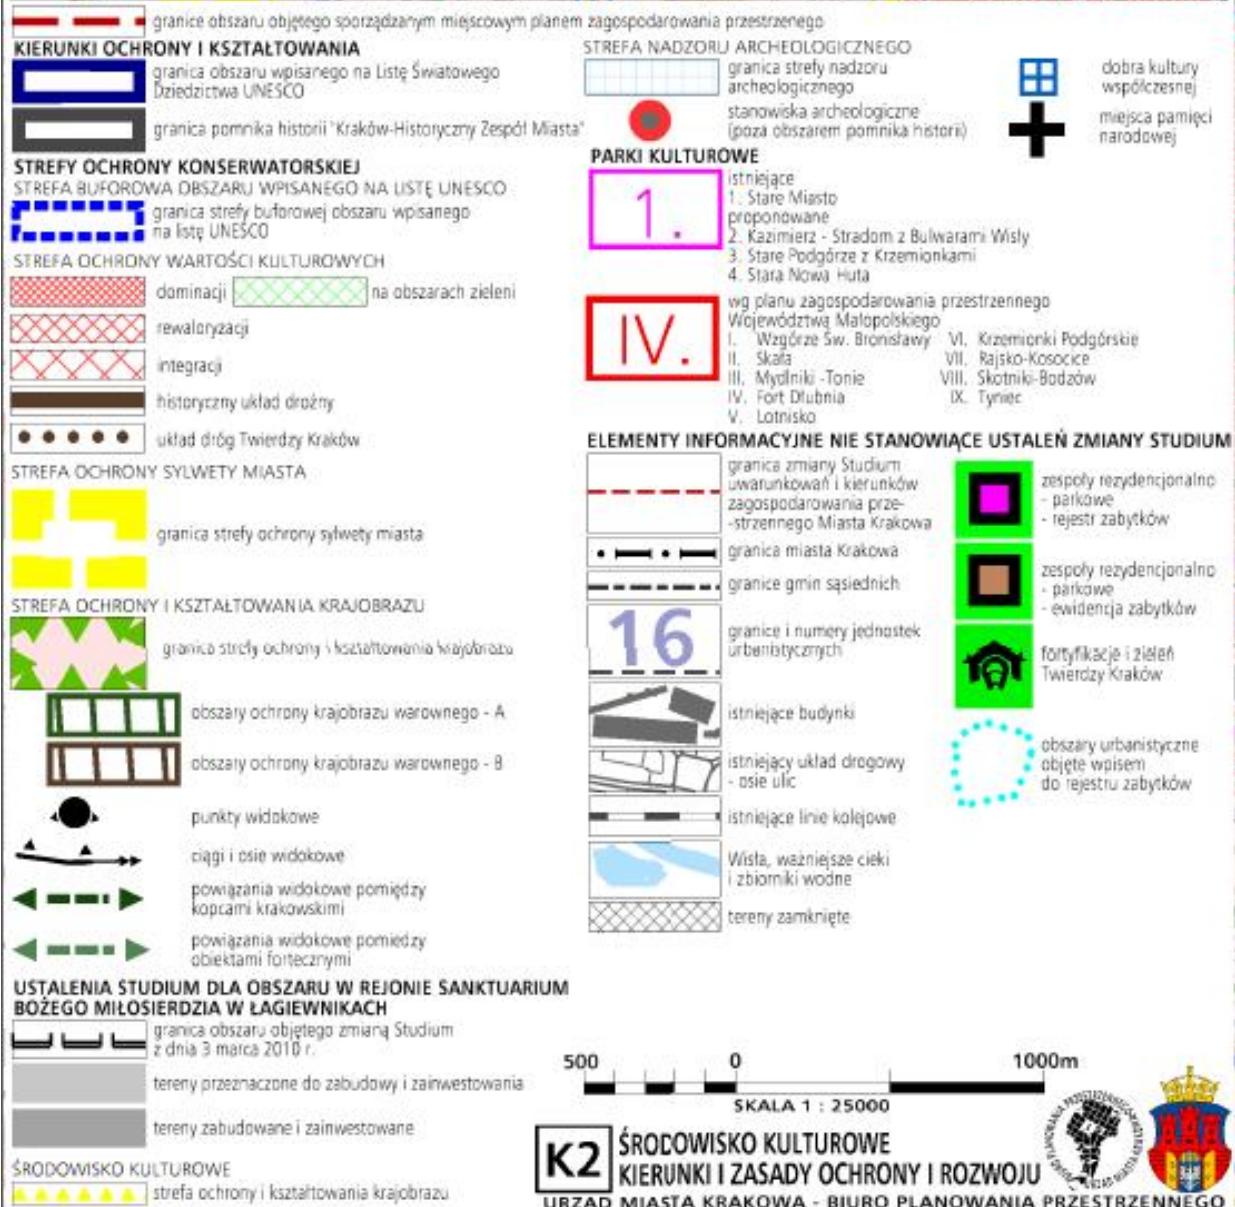 granice obszaru objętego sporządzanym miejscowym planem zagospodarowania przestrzenego
KIERUNKI OCHRONY I KSZTAŁTOWANIA
granica obszaru wpisanego na Listę Światowego
Dziedzictwa UNESCO
granica pomnika historii "Kraków-Historyczny Zespół Miasta"
STREFY OCHRONY KONSERWATORSKIEJ
STREFA BUFOROWA OBSZARU WPISANEGO NA LISTĘ UNESCO
granica strefy buforowej obszaru wpisanego
na listę UNESCO
STREFA OCHRONY WARTOŚCI KULTUROWYCH
dominacji
na obszarach zieleni
rewaloryzacji
integracji
historyczny układ drożny
układ dróg Twierdzy Kraków
STREFA OCHRONY SYLWETY MIASTA
granica strefy ochrony sylwety miasta
STREFA OCHRONY I KSZTAŁTOWANIA KRAJOBRAZU
granica strefy ochrony i kształtowania krajobrazu
obszary ochrony krajobrazu warownego - A
obszary ochrony krajobrazu warownego - B
punkty widokowe
ciągi i osie widokowe
powiązania widokowe pomiędzy
kopcami krakowskimi
powiązania widokowe pomiedzy
obiektami fortecznymi
USTALENIA STUDIUM DLA OBSZARU W REJONIE SANKTUARIUM
BOŻEGO MIŁOSIERDZIA W ŁAGIEWNIKACH
granica obszaru objętego zmianą Studium
z dnia 3 marca 2010 r.
tereny przeznaczone do zabudowy i zainwestowania
tereny zabudowane i zainwestowane
ŚRODOWISKO KULTUROWE
strefa ochrony i kształtowania krajobrazu
STREFA NADZORU ARCHEOLOGICZNEGO
granica strefy nadzoru
archeologicznego
stanowiska archeologiczne
(poza obszarem pomnika historii)
dobra kultury
współczesnej
miejsca pamięci
narodowej
PARKI KULTUROWE
1.
istniejące
1. Stare Miasto
proponowane
2. Kazimierz - Stradom z Bulwarami Wisły
3. Stare Podgórze z Krzemionkami
4. Stara Nowa Huta
IV.
wg planu zagospodarowania przestrzennego
Województwa Małopolskiego
I. Wzgórze Św. Bronisławy VI. Krzemionki Podgórskie
II. Skała VII. Rajsko-Kosocice
III. Mydlniki -Tonie VIII. Skotniki-Bodzów
IV. Fort Dłubnia IX. Tyniec
V. Lotnisko
ELEMENTY INFORMACYJNE NIE STANOWIĄCE USTALEŃ ZMIANY STUDIUM
granica zmiany Studium
uwarunkowań i kierunków
zagospodarowania prze-
-strzennego Miasta Krakowa
granica miasta Krakowa
granice gmin sąsiednich
16
granice i numery jednostek
urbanistycznych
istniejące budynki
istniejący układ drogowy
- osie ulic
istniejące linie kolejowe
Wisła, ważniejsze cieki
i zbiorniki wodne
tereny zamknięte
zespoły rezydencjonalno
- parkowe
- rejestr zabytków
zespoły rezydencjonalno
- parkowe
- ewidencja zabytków
fortyfikacje i zieleń
Twierdzy Kraków
obszary urbanistyczne
objęte wpisem
do rejestru zabytków
500 0 1000m
SKALA 1 : 25000
K2
ŚRODOWISKO KULTUROWE
KIERUNKI I ZASADY OCHRONY I ROZWOJU
URZĄD MIASTA KRAKOWA - BIURO PLANOWANIA PRZESTRZENNEGO